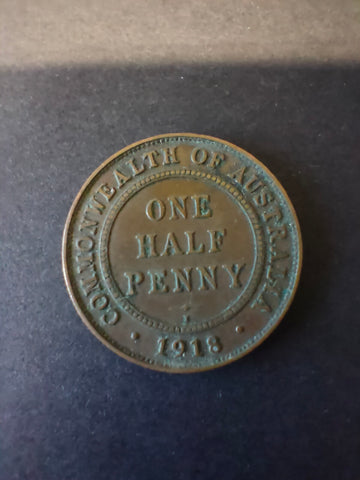 COMMONWEALTH OF AUSTRALIA
ONE
HALF
PENNY
I
· 1918 ·